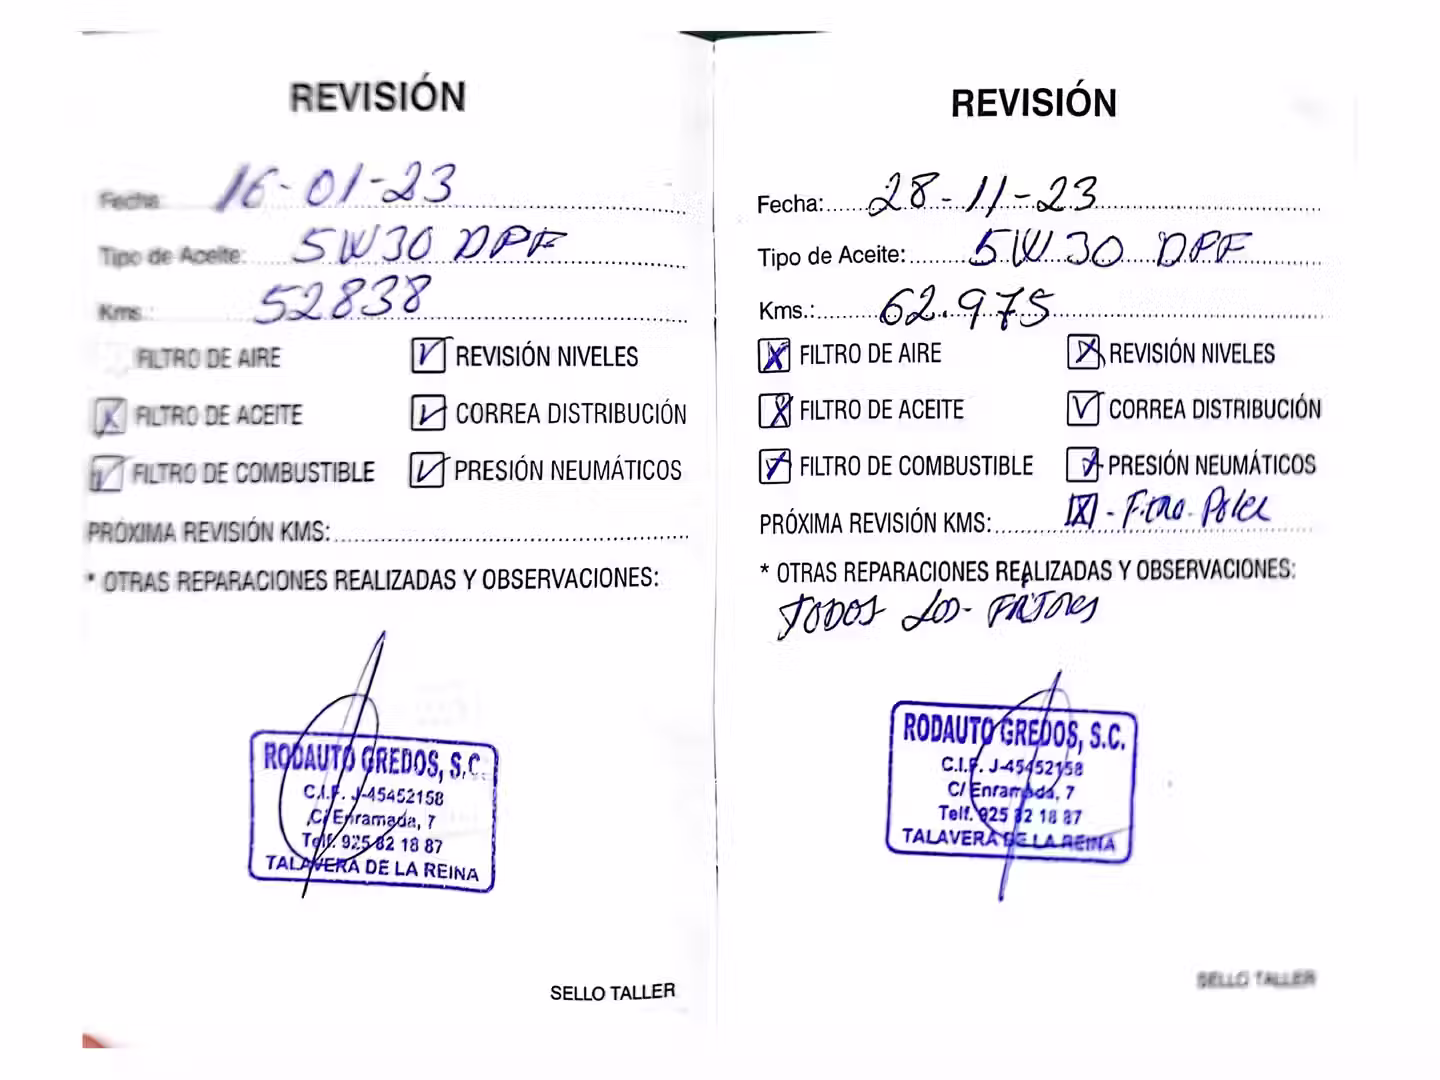 REVISIÓN
Fecha: 16-01-23
Tipo de Aceite: 5W30 DPF
Kms.: 52838
FILTRO DE AIRE REVISIÓN NIVELES
FILTRO DE ACEITE CORREA DISTRIBUCIÓN
FILTRO DE COMBUSTIBLE PRESIÓN NEUMÁTICOS
PRÓXIMA REVISIÓN KMS:
* OTRAS REPARACIONES REALIZADAS Y OBSERVACIONES:
RODAUTO GREDOS, S.C.
C.I.F. J-45452158
C/ Enramada, 7
Telf. 925 82 18 87
TALAVERA DE LA REINA
SELLO TALLER
REVISIÓN
Fecha: 28-11-23
Tipo de Aceite: 5W30 DPF
Kms.: 62.975
FILTRO DE AIRE REVISIÓN NIVELES
FILTRO DE ACEITE CORREA DISTRIBUCIÓN
FILTRO DE COMBUSTIBLE PRESIÓN NEUMÁTICOS
PRÓXIMA REVISIÓN KMS:
* OTRAS REPARACIONES REALIZADAS Y OBSERVACIONES:
TODOS LOS
RODAUTO GREDOS, S.C.
C.I.F. J-45452158
C/ Enramada, 7
Telf. 925 82 18 87
TALAVERA DE LA REINA
SELLO TALLER